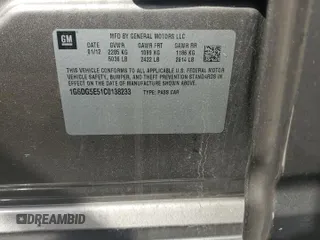 GM
MFD BY GENERAL MOTORS LLC
DATE GVWR GAWR FRT GAWR RR
01/12 2285 KG 1099 KG 1186 KG
5038 LB 2422 LB 2614 LB
THIS VEHICLE CONFORMS TO ALL APPLICABLE U.S. FEDERAL MOTOR VEHICLE
SAFETY, BUMPER, AND THEFT PREVENTION STANDARDS IN
EFFECT ON THE DATE OF MANUFACTURE SHOWN ABOVE.
TYPE: PASS CAR
DREAMBID